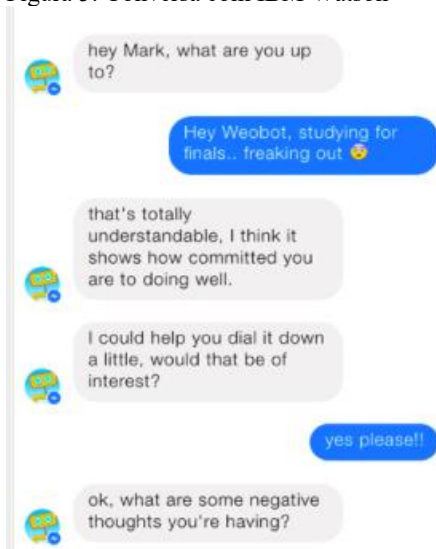 hey Mark, what are you up
to?
Hey Weobot, studying for
finals.. freaking out 😨
that's totally
understandable, I think it
shows how committed you
are to doing well.
I could help you dial it down
a little, would that be of
interest?
yes please!!
ok, what are some negative
thoughts you're having?